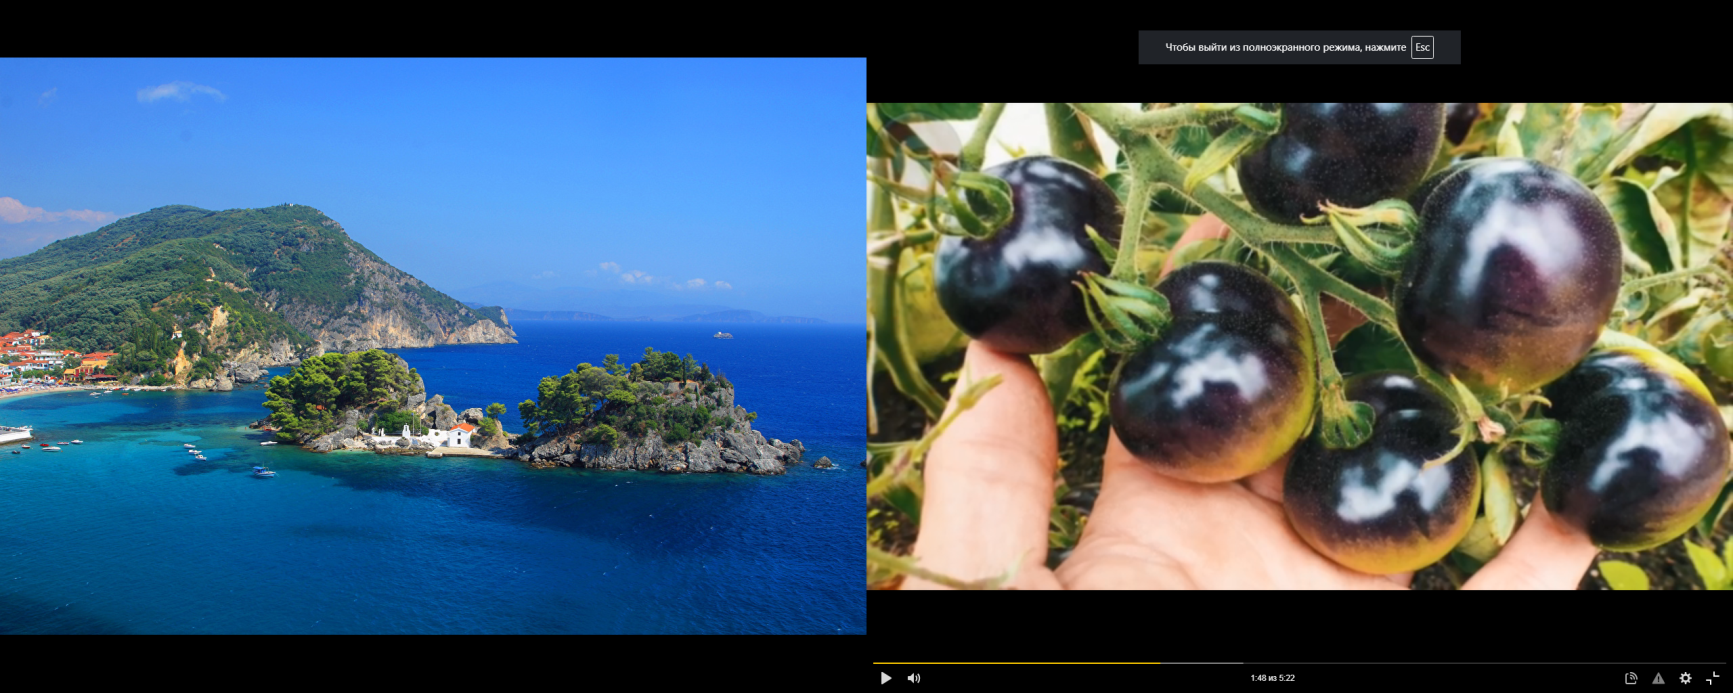 Чтобы выйти из полноэкранного режима, нажмите Esc
1:48 из 5:22